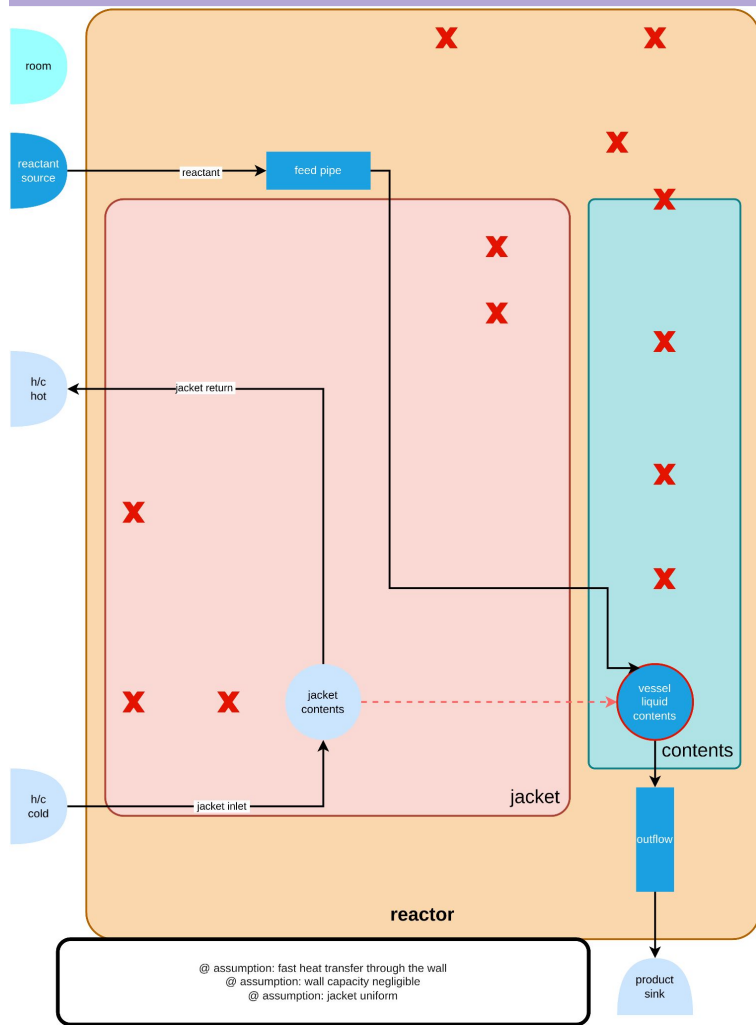 room
reactant
source
reactant
feed pipe
h/c
hot
jacket return
jacket
contents
vessel
liquid
contents
contents
h/c
cold
jacket inlet
jacket
outflow
reactor
@ assumption: fast heat transfer through the wall
@ assumption: wall capacity negligible
@ assumption: jacket uniform
product
sink